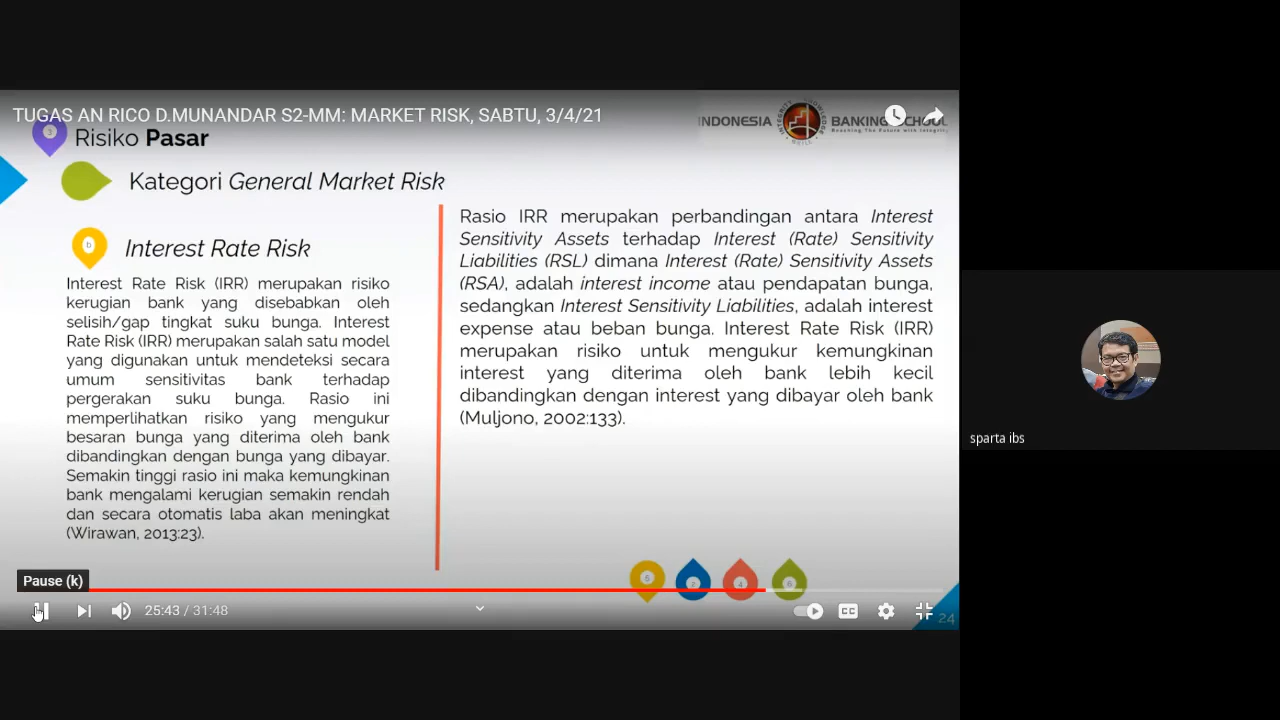 TUGAS AN RICO D.MUNANDAR S2-MM: MARKET RISK, SABTU, 3/4/21
INDONESIA BANKING SCHOOL
Reaching The Future with Integrity
3
Risiko Pasar
Kategori General Market Risk
b
Interest Rate Risk
Interest Rate Risk (IRR) merupakan risiko
kerugian bank yang disebabkan oleh
selisih/gap tingkat suku bunga. Interest
Rate Risk (IRR) merupakan salah satu model
yang digunakan untuk mendeteksi secara
umum sensitivitas bank terhadap
pergerakan suku bunga. Rasio ini
memperlihatkan risiko yang mengukur
besaran bunga yang diterima oleh bank
dibandingkan dengan bunga yang dibayar.
Semakin tinggi rasio ini maka kemungkinan
bank mengalami kerugian semakin rendah
dan secara otomatis laba akan meningkat
(Wirawan, 2013:23).
Rasio IRR merupakan perbandingan antara Interest
Sensitivity Assets terhadap Interest (Rate) Sensitivity
Liabilities (RSL) dimana Interest (Rate) Sensitivity Assets
(RSA), adalah interest income atau pendapatan bunga,
sedangkan Interest Sensitivity Liabilities, adalah interest
expense atau beban bunga. Interest Rate Risk (IRR)
merupakan risiko untuk mengukur kemungkinan
interest yang diterima oleh bank lebih kecil
dibandingkan dengan interest yang dibayar oleh bank
(Muljono, 2002:133).
sparta ibs
Pause (k)
25:43 / 31:48
CC
24